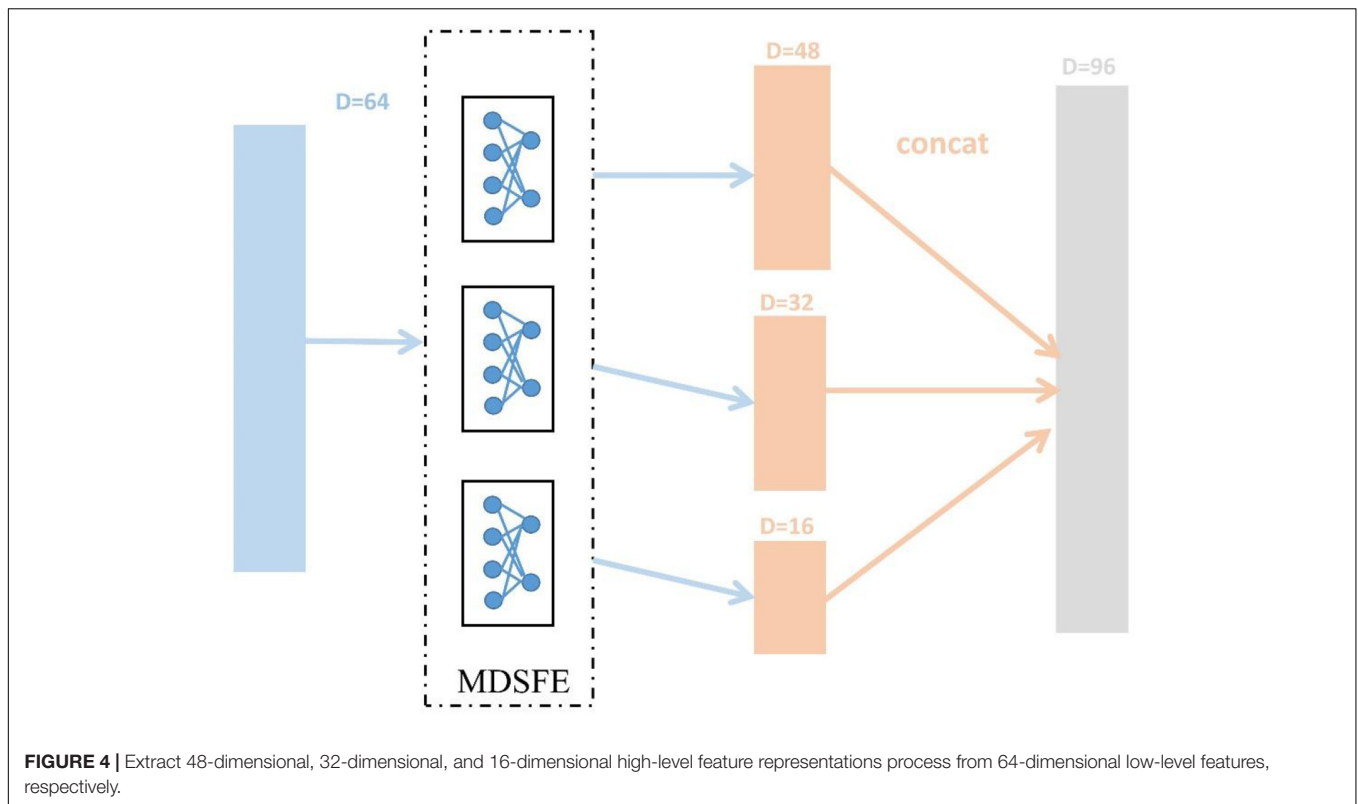 D=48
D=96
D=64
concat
D=32
D=16
MDSFE
FIGURE 4 | Extract 48-dimensional, 32-dimensional, and 16-dimensional high-level feature representations process from 64-dimensional low-level features,
respectively.